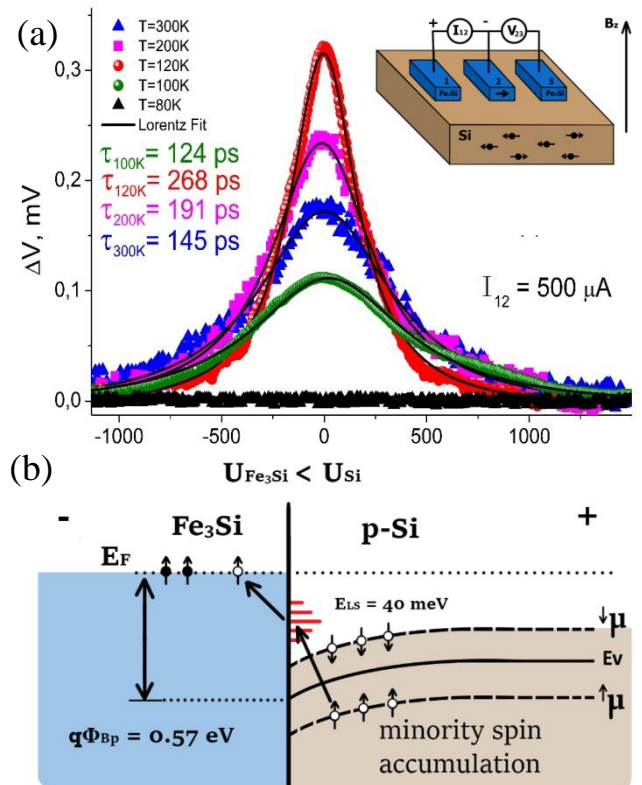 (a)
T=300K
T=200K
T=120K
T=100K
T=80K
Lorentz Fit
τ100K= 124 ps
τ120K= 268 ps
τ200K= 191 ps
τ300K= 145 ps
0,3
0,2
0,1
0,0
ΔV, mV
+ I12 - V23
Bz
1 2 3
Fe3Si Fe3Si
Si
I12 = 500 μA
-1000 -500 0 500 1000
UFe3Si < USi
(b)
- Fe3Si p-Si +
EF
ELS = 40 meV
↓μ
Ev
↑μ
qΦBp = 0.57 eV
minority spin
accumulation